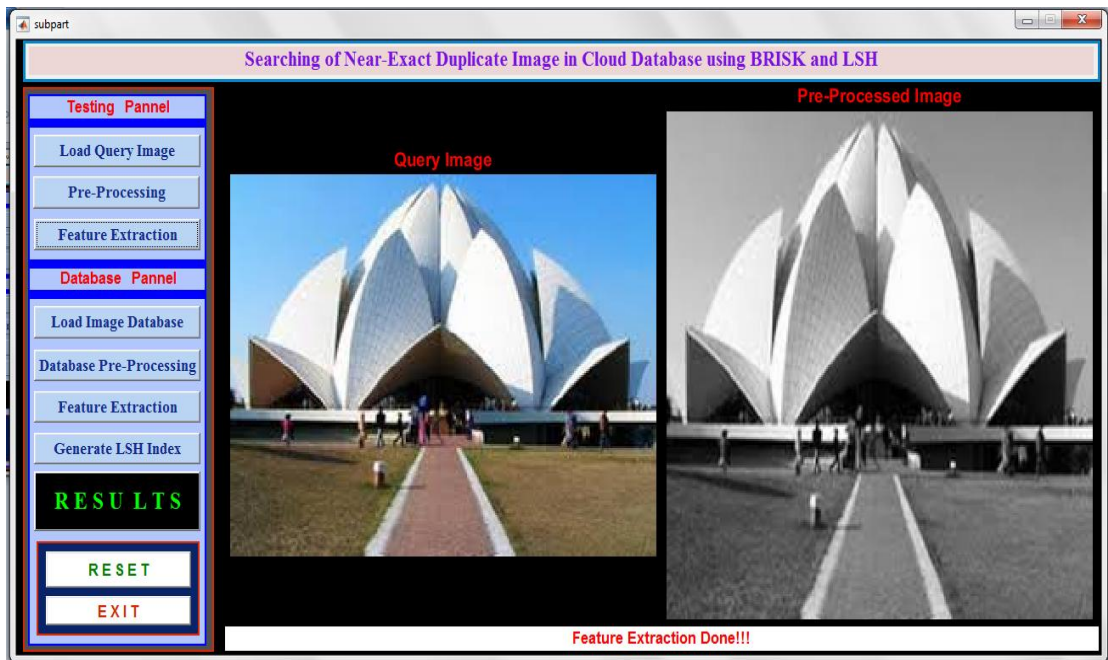 subpart
Searching of Near-Exact Duplicate Image in Cloud Database using BRISK and LSH
Testing Pannel
Load Query Image
Pre-Processing
Feature Extraction
Database Pannel
Load Image Database
Database Pre-Processing
Feature Extraction
Generate LSH Index
RESULTS
RESET
EXIT
Query Image
Pre-Processed Image
Feature Extraction Done!!!